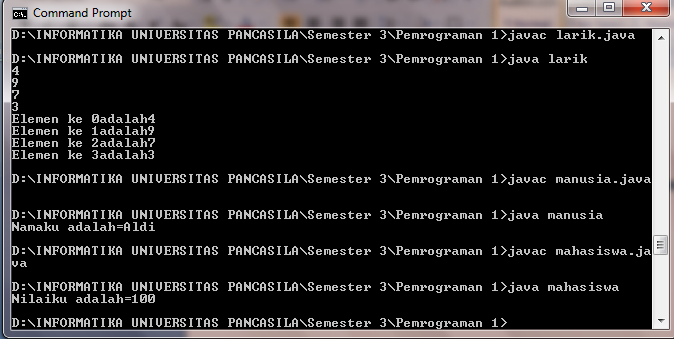 Command Prompt
D:\INFORMATIKA UNIVERSITAS PANCASILA\Semester 3\Pemrograman 1>javac larik.java
D:\INFORMATIKA UNIVERSITAS PANCASILA\Semester 3\Pemrograman 1>java larik
4
9
7
3
Elemen ke 0adalah4
Elemen ke 1adalah9
Elemen ke 2adalah7
Elemen ke 3adalah3
D:\INFORMATIKA UNIVERSITAS PANCASILA\Semester 3\Pemrograman 1>javac manusia.java
D:\INFORMATIKA UNIVERSITAS PANCASILA\Semester 3\Pemrograman 1>java manusia
Namaku adalah=Aldi
D:\INFORMATIKA UNIVERSITAS PANCASILA\Semester 3\Pemrograman 1>javac mahasiswa.ja
va
D:\INFORMATIKA UNIVERSITAS PANCASILA\Semester 3\Pemrograman 1>java mahasiswa
Nilaiku adalah=100
D:\INFORMATIKA UNIVERSITAS PANCASILA\Semester 3\Pemrograman 1>